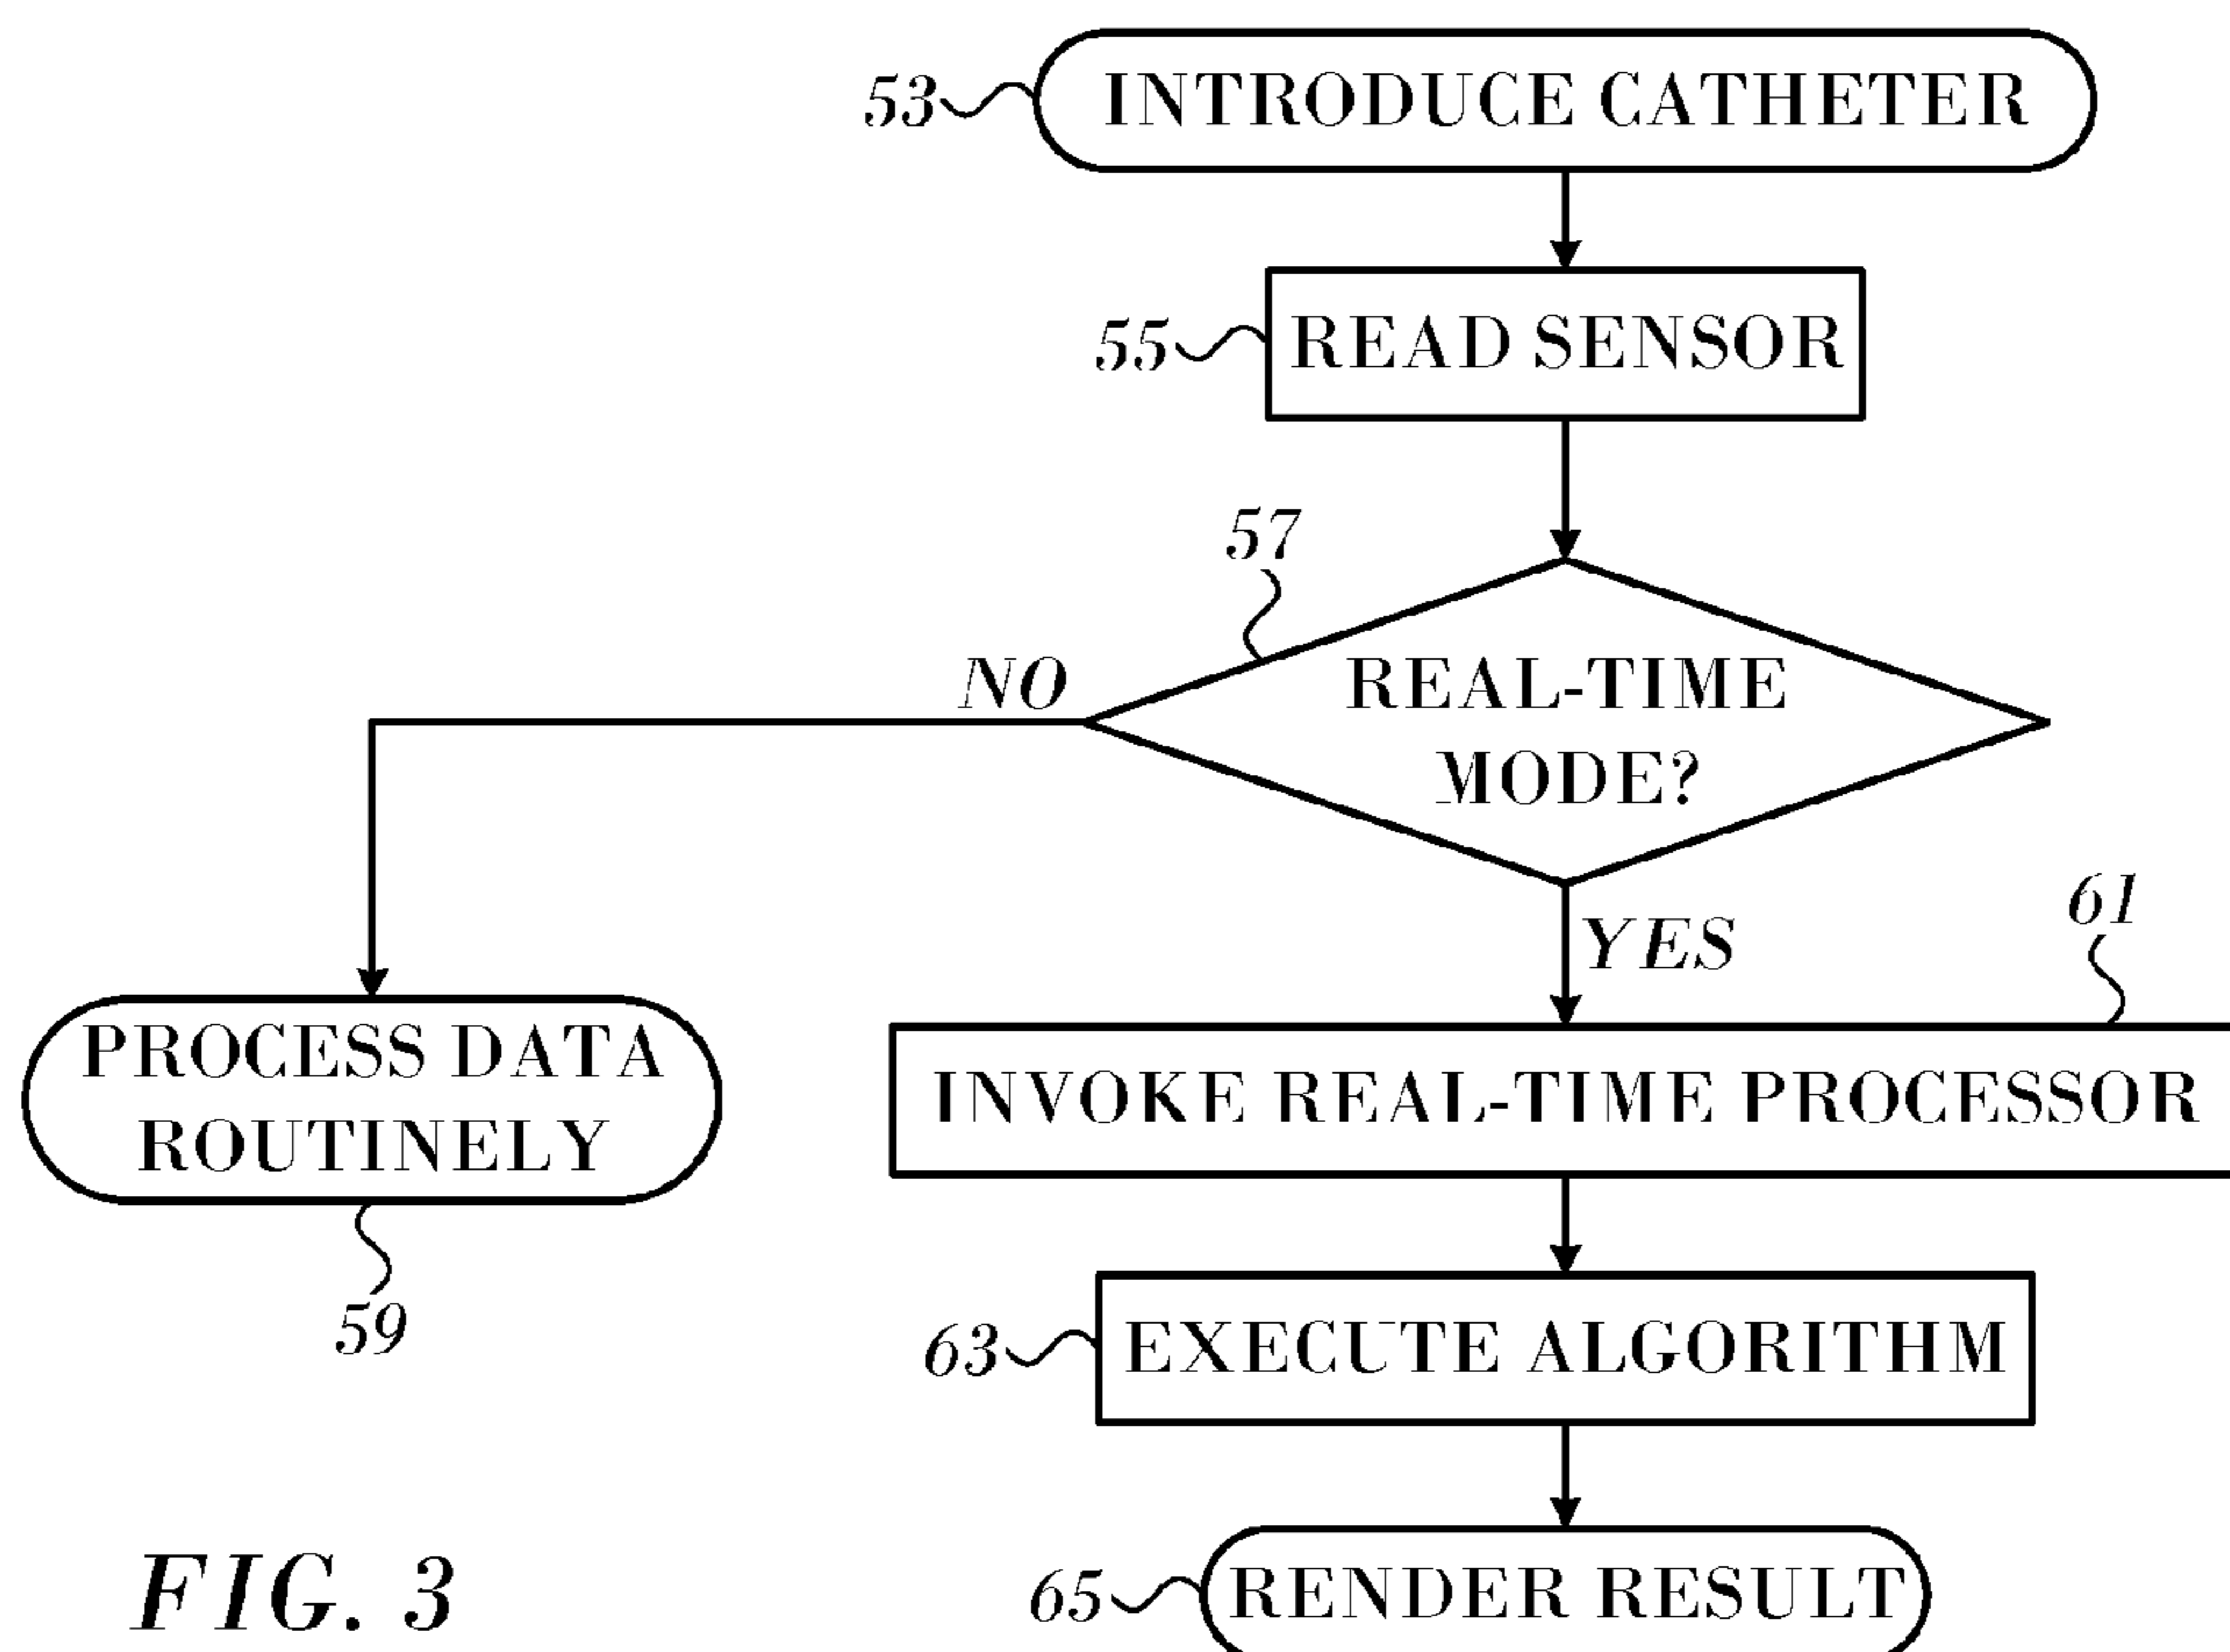 53 INTRODUCE CATHETER
55 READ SENSOR
57
NO
REAL-TIME
MODE?
YES
61
PROCESS DATA
ROUTINELY
59
INVOKE REAL-TIME PROCESSOR
63 EXECUTE ALGORITHM
65 RENDER RESULT
FIG. 3